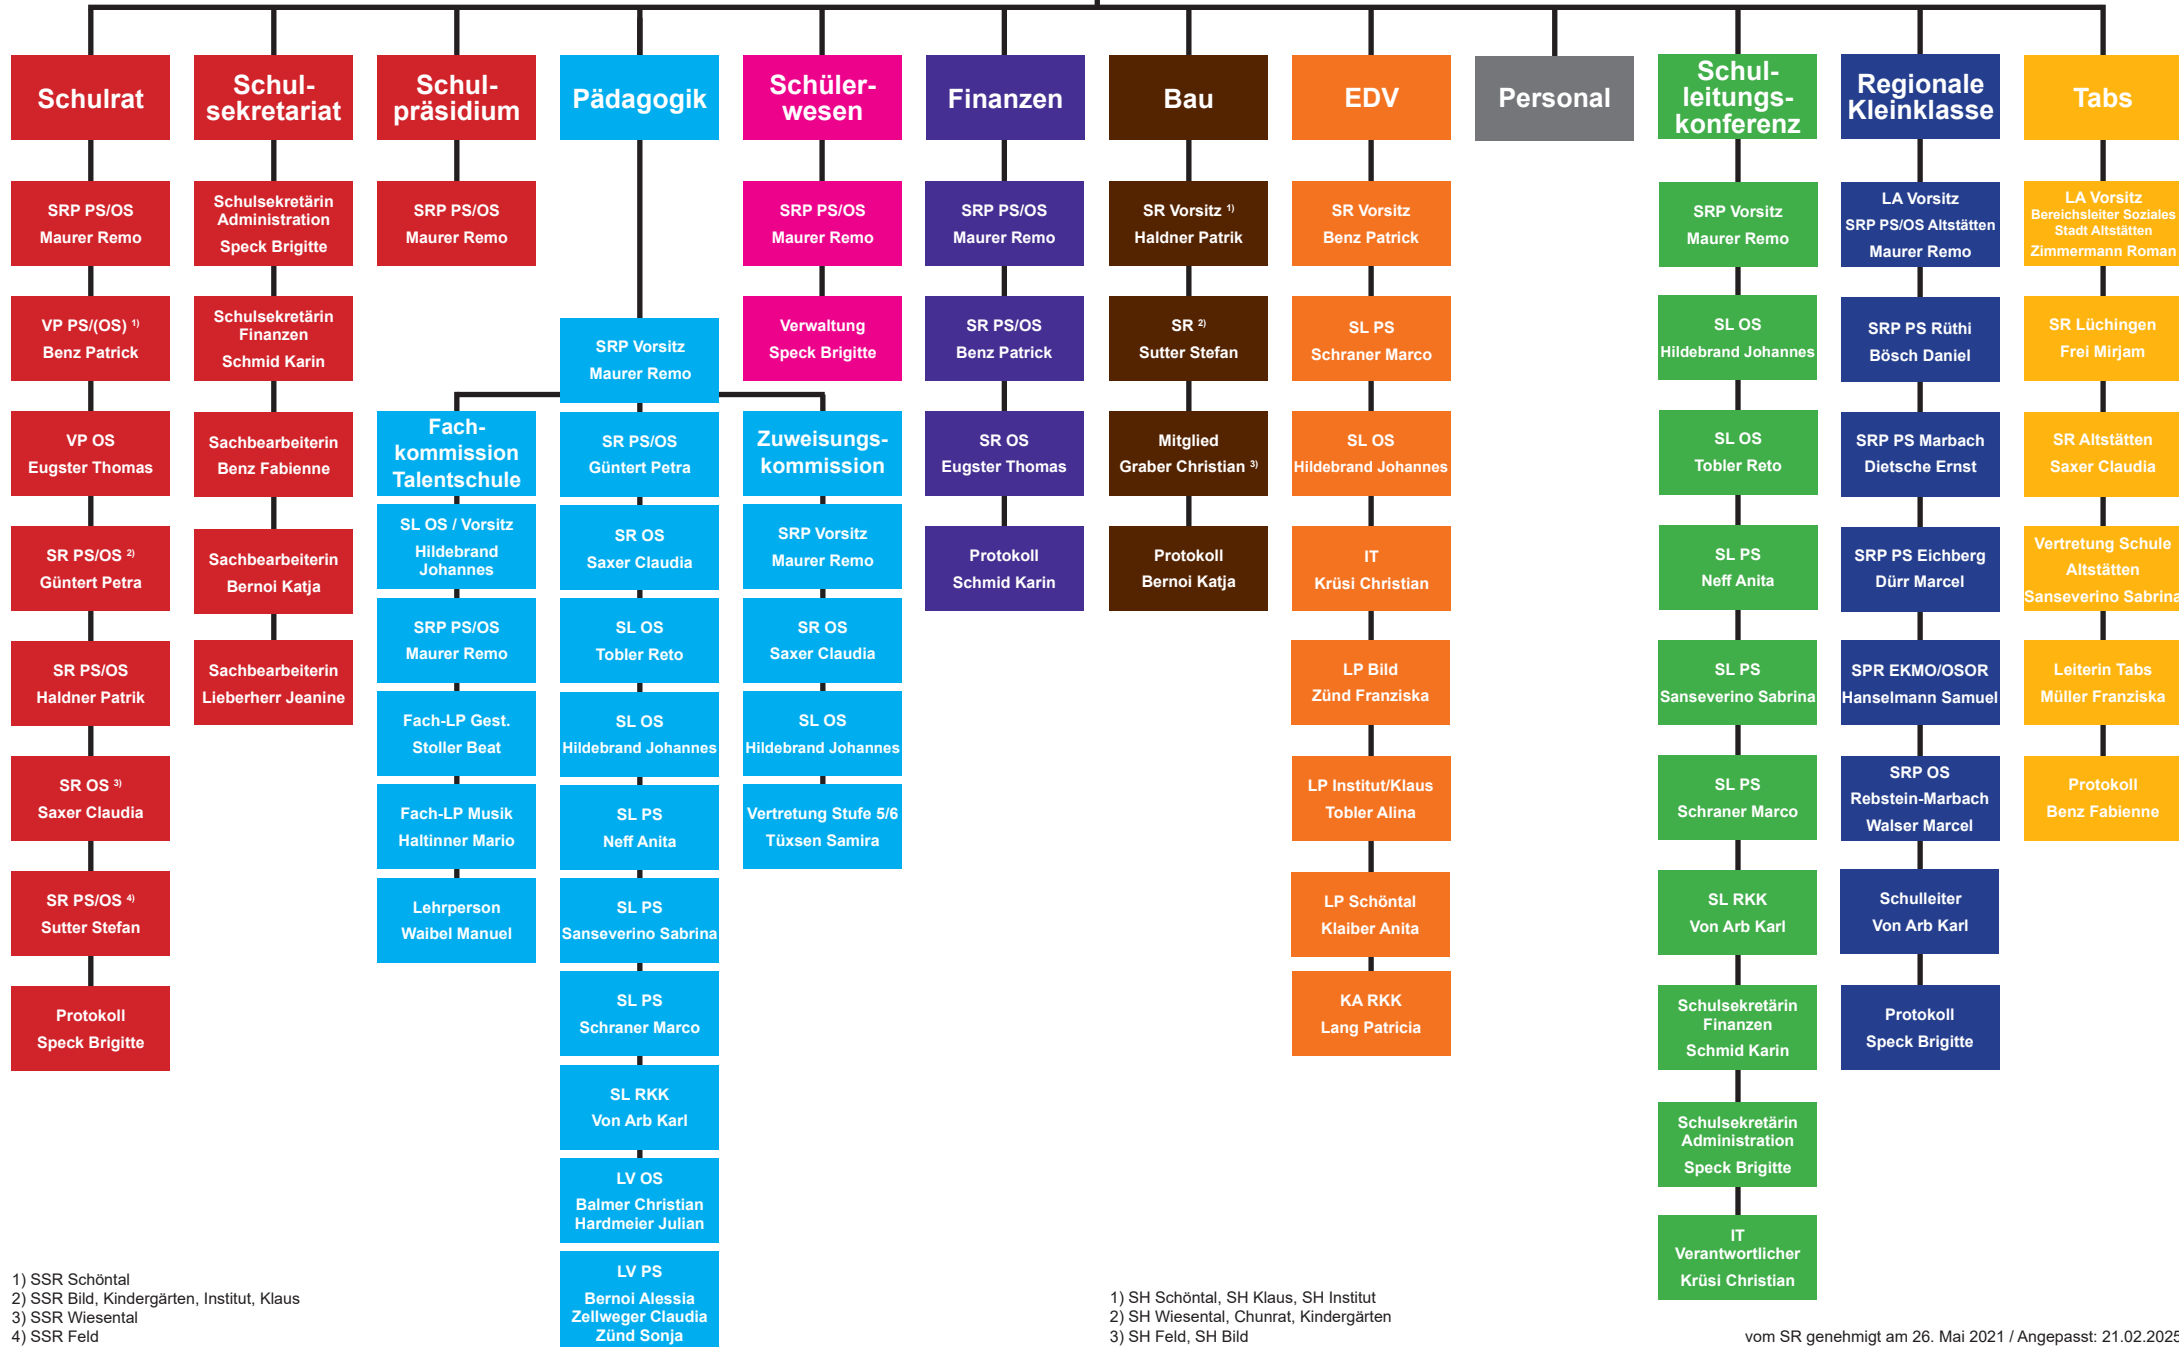 Schulrat
SRP PS/OS
Maurer Remo
VP PS/(OS) 1)
Benz Patrick
VP OS
Eugster Thomas
SR PS/OS 2)
Güntert Petra
SR PS/OS
Haldner Patrik
SR OS 3)
Saxer Claudia
SR PS/OS 4)
Sutter Stefan
Protokoll
Speck Brigitte
Schul-
sekretariat
Schulsekretärin
Administration
Speck Brigitte
Schulsekretärin
Finanzen
Schmid Karin
Sachbearbeiterin
Benz Fabienne
Sachbearbeiterin
Bernoi Katja
Sachbearbeiterin
Lieberherr Jeanine
Schul-
präsidium
SRP PS/OS
Maurer Remo
Pädagogik
SRP Vorsitz
Maurer Remo
Fach-
kommission
Talentschule
SL OS / Vorsitz
Hildebrand
Johannes
SRP PS/OS
Maurer Remo
Fach-LP Gest.
Stoller Beat
Fach-LP Musik
Haltinner Mario
Lehrperson
Waibel Manuel
SR PS/OS
Güntert Petra
SR OS
Saxer Claudia
SL OS
Tobler Reto
SL OS
Hildebrand Johannes
SL PS
Neff Anita
SL PS
Sanseverino Sabrina
SL PS
Schraner Marco
SL RKK
Von Arb Karl
LV OS
Balmer Christian
Hardmeier Julian
LV PS
Bernoi Alessia
Zellweger Claudia
Zünd Sonja
Zuweisungs-
kommission
SRP Vorsitz
Maurer Remo
SR OS
Saxer Claudia
SL OS
Hildebrand Johannes
Vertretung Stufe 5/6
Tüxsen Samira
Schüler-
wesen
SRP PS/OS
Maurer Remo
Verwaltung
Speck Brigitte
Finanzen
SRP PS/OS
Maurer Remo
SR PS/OS
Benz Patrick
SR OS
Eugster Thomas
Protokoll
Schmid Karin
Bau
SR Vorsitz 1)
Haldner Patrik
SR 2)
Sutter Stefan
Mitglied
Graber Christian 3)
Protokoll
Bernoi Katja
EDV
SR Vorsitz
Benz Patrick
SL PS
Schraner Marco
SL OS
Hildebrand Johannes
IT
Krüsi Christian
LP Bild
Zünd Franziska
LP Institut/Klaus
Tobler Alina
LP Schöntal
Klaiber Anita
KA RKK
Lang Patricia
Personal
Schul-
leitungs-
konferenz
SRP Vorsitz
Maurer Remo
SL OS
Hildebrand Johannes
SL OS
Tobler Reto
SL PS
Neff Anita
SL PS
Sanseverino Sabrina
SL PS
Schraner Marco
SL RKK
Von Arb Karl
Schulsekretärin
Finanzen
Schmid Karin
Schulsekretärin
Administration
Speck Brigitte
IT
Verantwortlicher
Krüsi Christian
Regionale
Kleinklasse
LA Vorsitz
SRP PS/OS Altstätten
Maurer Remo
SRP PS Rüthi
Bösch Daniel
SRP PS Marbach
Dietsche Ernst
SRP PS Eichberg
Dürr Marcel
SPR EKMO/OSOR
Hanselmann Samuel
SRP OS
Rebstein-Marbach
Walser Marcel
Schulleiter
Von Arb Karl
Protokoll
Speck Brigitte
Tabs
LA Vorsitz
Bereichsleiter Soziales
Stadt Altstätten
Zimmermann Roman
SR Lüchingen
Frei Mirjam
SR Altstätten
Saxer Claudia
Vertretung Schule
Altstätten
Sanseverino Sabrina
Leiterin Tabs
Müller Franziska
Protokoll
Benz Fabienne
1) SSR Schöntal
2) SSR Bild, Kindergärten, Institut, Klaus
3) SSR Wiesental
4) SSR Feld
1) SH Schöntal, SH Klaus, SH Institut
2) SH Wiesental, Chunrat, Kindergärten
3) SH Feld, SH Bild
vom SR genehmigt am 26. Mai 2021 / Angepasst: 21.02.2025